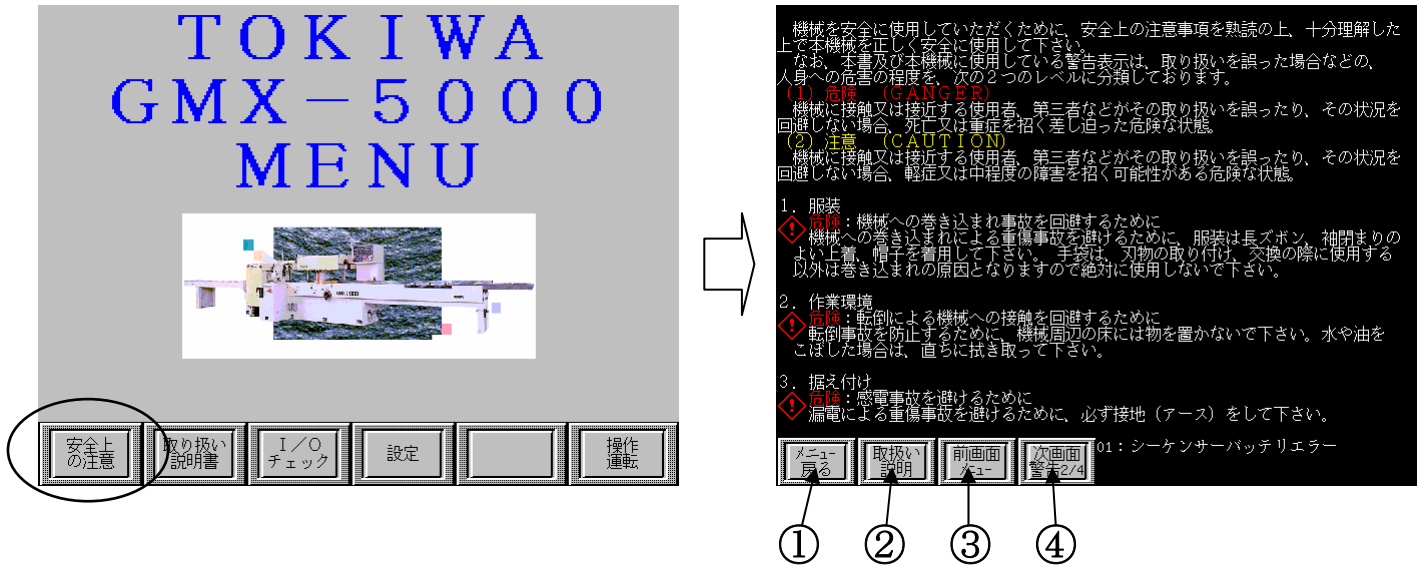 TOKIWA
GMX-5000
MENU
安全上
の注意
取り扱い
説明書
I/O
チェック
設定
操作
運転
機械を安全に使用していただくために、安全上の注意事項を熟読の上、十分理解した
上で本機械を正しく安全に使用して下さい。
なお、本書及び本機械に使用している警告表示は、取り扱いを誤った場合などの、
人身への危害の程度を、次の2つのレベルに分類しております。
(1) 危険 (GANGER)
機械に接触又は接近する使用者、第三者などがその取り扱いを誤ったり、その状況を
回避しない場合、死亡又は重症を招く差し迫った危険な状態。
(2) 注意 (CAUTION)
機械に接触又は接近する使用者、第三者などがその取り扱いを誤ったり、その状況を
回避しない場合、軽症又は中程度の障害を招く可能性がある危険な状態。
1. 服装
危険:機械への巻き込まれ事故を回避するために
機械への巻き込まれによる重傷事故を避けるために、服装は長ズボン、袖閉まりの
よい上着、帽子を着用して下さい。 手袋は、刃物の取り付け、交換の際に使用する
以外は巻き込まれの原因となりますので絶対に使用しないで下さい。
2. 作業環境
危険:転倒による機械への接触を回避するために
転倒事故を防止するために、機械周辺の床には物を置かないで下さい。水や油を
こぼした場合は、直ちに拭き取って下さい。
3. 据え付け
危険:感電事故を避けるために
漏電による重傷事故を避けるために、必ず接地(アース)をして下さい。
メニュー
戻る
取扱い
説明
前画面
メニュー
次画面
警告2/4
01:シーケンサーバッテリエラー
① ② ③ ④